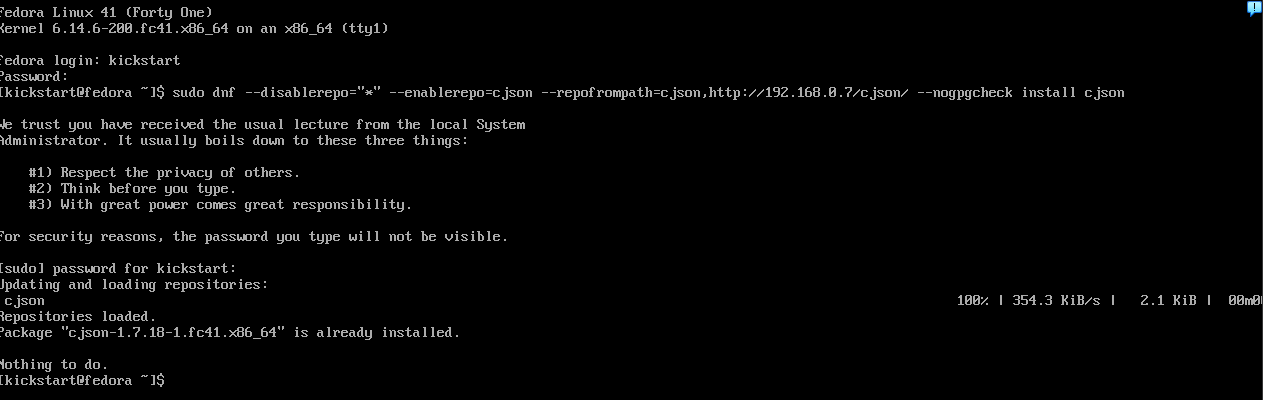 Fedora Linux 41 (Forty One)
Kernel 6.14.6-200.fc41.x86_64 on an x86_64 (tty1)
fedora login: kickstart
Password:
[kickstart@fedora ~]$ sudo dnf --disablerepo="*" --enablerepo=cjson --repofrompath=cjson,http://192.168.0.7/cjson/ --nogpgcheck install cjson
We trust you have received the usual lecture from the local System
Administrator. It usually boils down to these three things:
#1) Respect the privacy of others.
#2) Think before you type.
#3) With great power comes great responsibility.
For security reasons, the password you type will not be visible.
[sudo] password for kickstart:
Updating and loading repositories:
cjson 100% | 354.3 KiB/s | 2.1 KiB | 00m0
Repositories loaded.
Package "cjson-1.7.18-1.fc41.x86_64" is already installed.
Nothing to do.
[kickstart@fedora ~]$